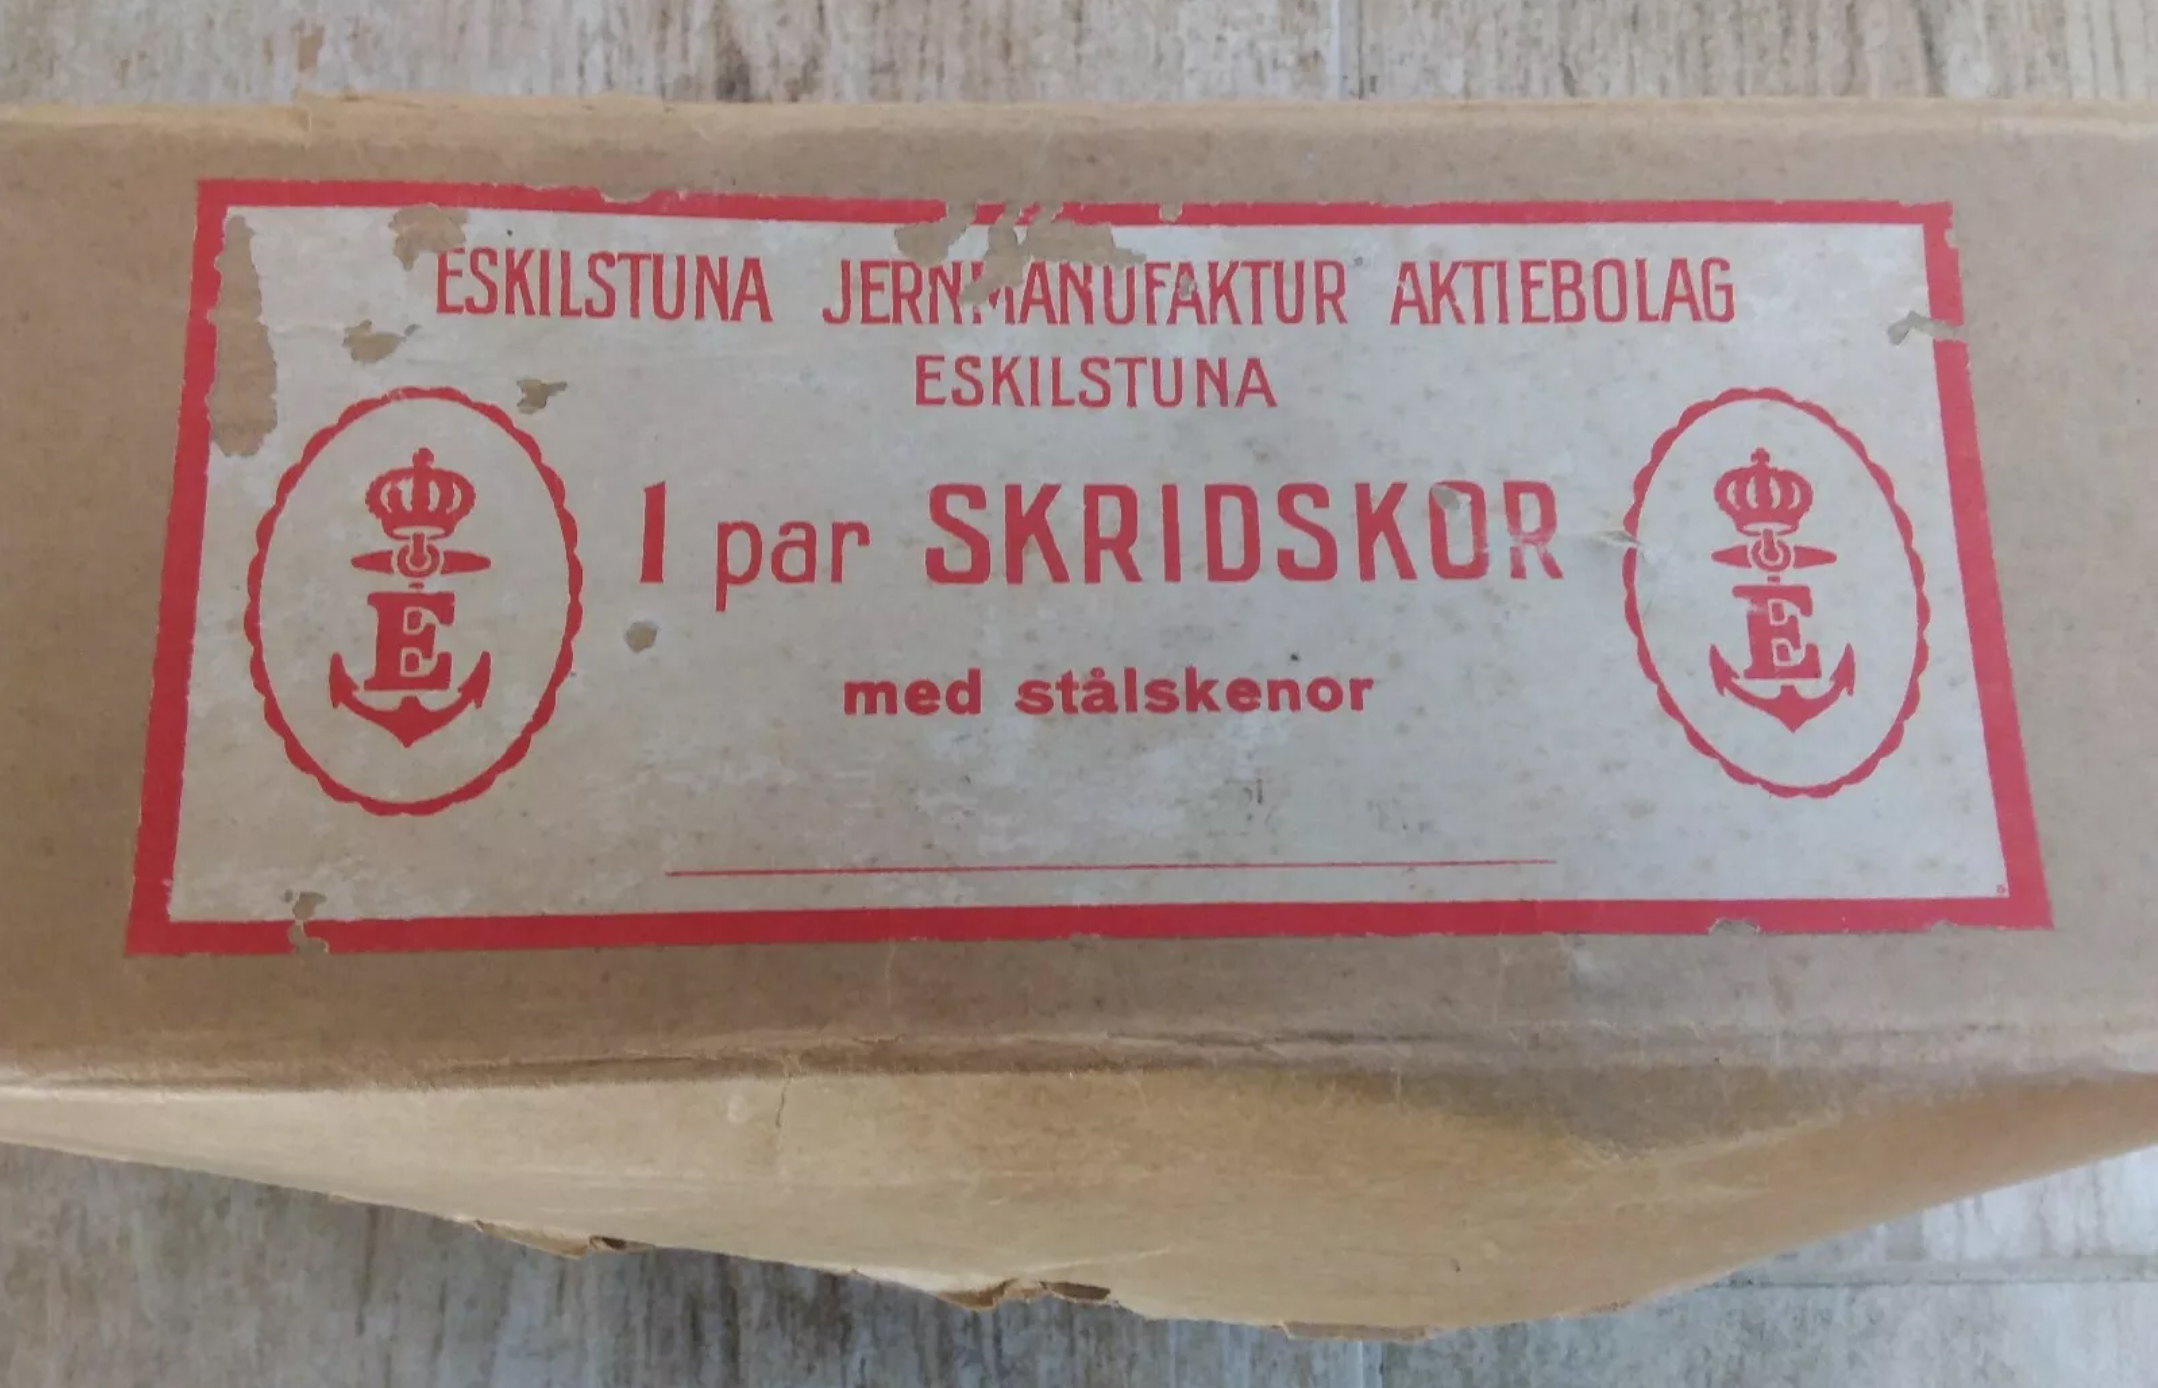 ESKILSTUNA JERNMANUFAKTUR AKTIEBOLAG
ESKILSTUNA
1 par SKRIDSKOR
med stålskenor
E
E